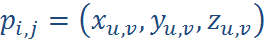 p_{i,j} = (x_{u,v}, y_{u,v}, z_{u,v})